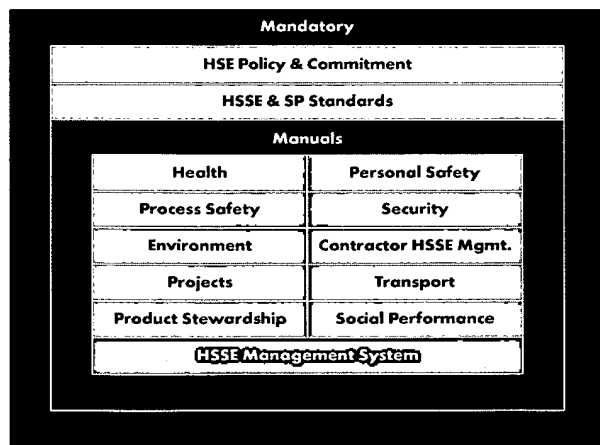 Mandatory
HSE Policy & Commitment
HSSE & SP Standards
Manuals
Health
Personal Safety
Process Safety
Security
Environment
Contractor HSSE Mgmt.
Projects
Transport
Product Stewardship
Social Performance
HSSE Management System